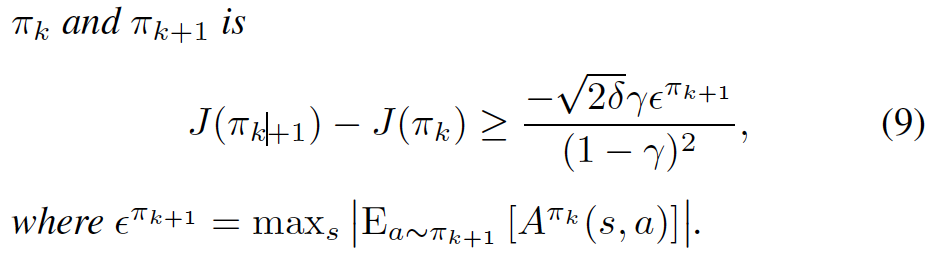 π_k and π_{k+1} is
J(π_{k+1}) − J(π_k) ≥ \frac{−\sqrt{2δ}γϵ^{π_{k+1}}}{(1 − γ)^2}, (9)
where ϵ^{π_{k+1}} = max_s |E_{a∼π_{k+1}} [A^{π_k}(s, a)]|.